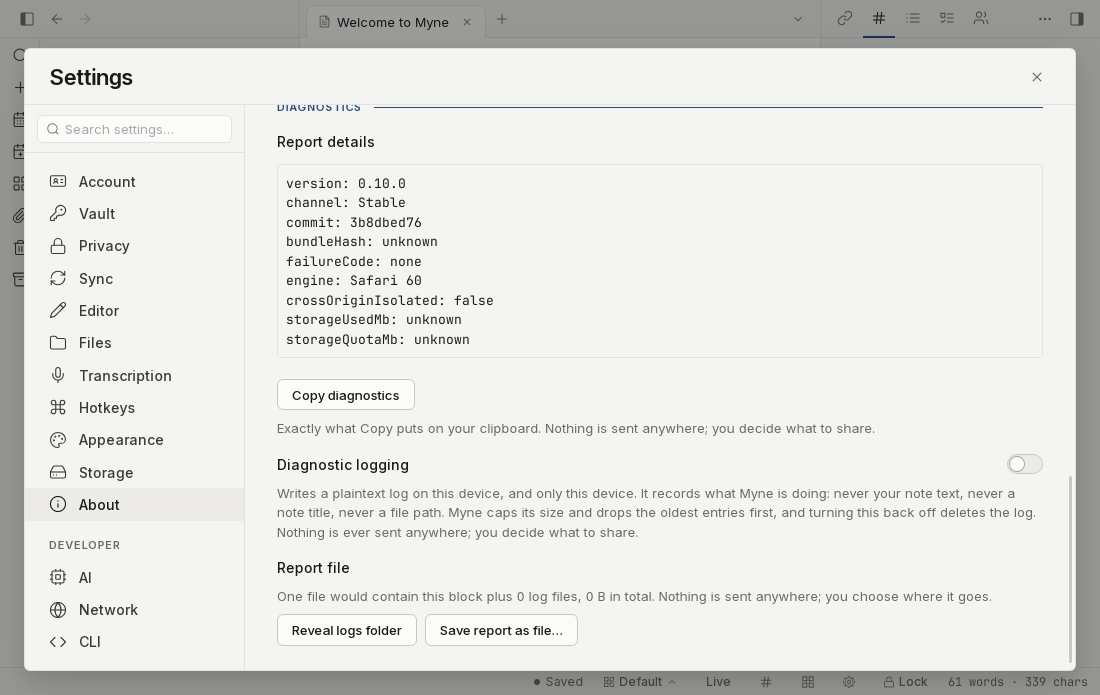 Welcome to Myne
Settings
Search settings...
Account
Vault
Privacy
Sync
Editor
Files
Transcription
Hotkeys
Appearance
Storage
About
DEVELOPER
AI
Network
CLI
DIAGNOSTICS
Report details
version: 0.10.0
channel: Stable
commit: 3b8dbed76
bundleHash: unknown
failureCode: none
engine: Safari 60
crossOriginIsolated: false
storageUsedMb: unknown
storageQuotaMb: unknown
Copy diagnostics
Exactly what Copy puts on your clipboard. Nothing is sent anywhere; you decide what to share.
Diagnostic logging
Writes a plaintext log on this device, and only this device. It records what Myne is doing: never your note text, never a
note title, never a file path. Myne caps its size and drops the oldest entries first, and turning this back off deletes the log.
Nothing is ever sent anywhere; you decide what to share.
Report file
One file would contain this block plus 0 log files, 0 B in total. Nothing is sent anywhere; you choose where it goes.
Reveal logs folder
Save report as file...
Saved
Default
Live
Lock
61 words · 339 chars